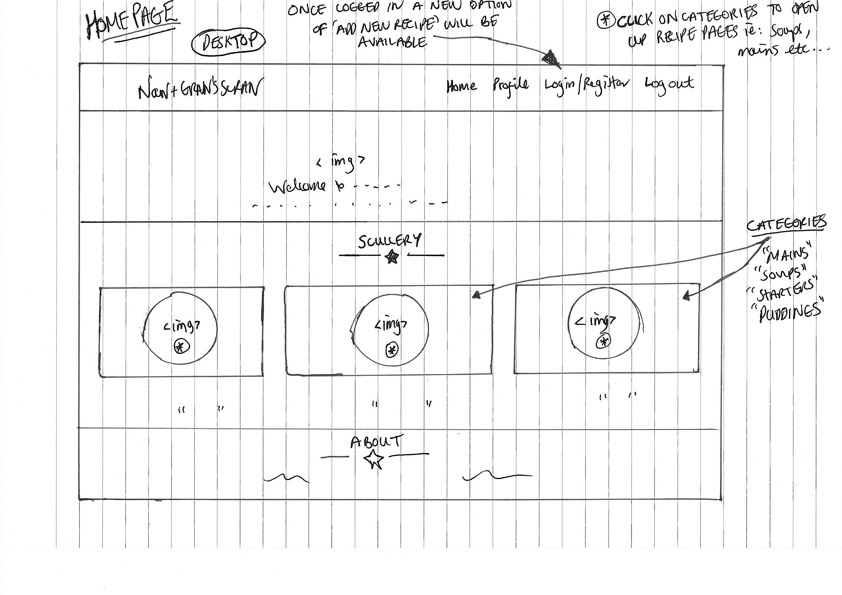 HOMEPAGE
DESKTOP
ONCE LOGGED IN A NEW OPTION
OF 'ADD NEW RECIPE' WILL BE
AVAILABLE
* CLICK ON CATEGORIES TO OPEN
UP RECIPE PAGES ie: Soups,
mains etc...
Nan+GRAN'S SCRAN
Home Profile Login/Register Log out
<img>
Welcome to -----
SCULLERY
<img> <img> <img>
* * *
" " " " " "
CATEGORIES
"MAINS"
"SOUPS"
"STARTERS"
"PUDDINGS"
ABOUT